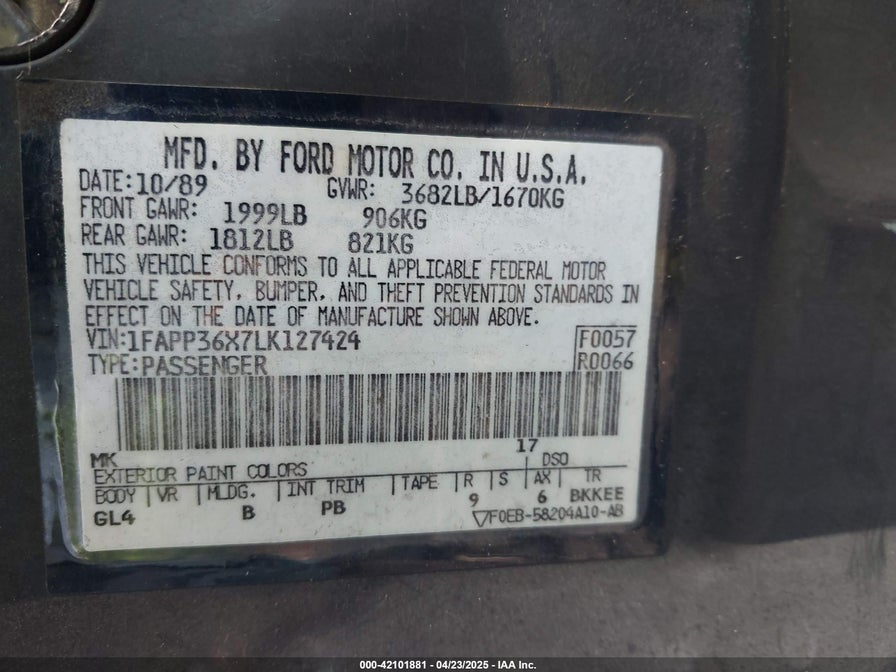 MFD. BY FORD MOTOR CO. IN U.S.A.
DATE: 10/89 GVWR: 3682LB/1670KG
FRONT GAWR: 1999LB 906KG
REAR GAWR: 1812LB 821KG
THIS VEHICLE CONFORMS TO ALL APPLICABLE FEDERAL MOTOR
VEHICLE SAFETY, BUMPER, AND THEFT PREVENTION STANDARDS IN
EFFECT ON THE DATE OF MANUFACTURE SHOWN ABOVE.
VIN: 1FAPP36X7LK127424 F0057
TYPE: PASSENGER R0066
MK 17
EXTERIOR PAINT COLORS DSO
BODY VR MLDG. INT TRIM TAPE R S AX TR
GL4 B PB 9 6 BKKEE
F0EB-58204A10-AB
000-42101881 - 04/23/2025 - IAA Inc.